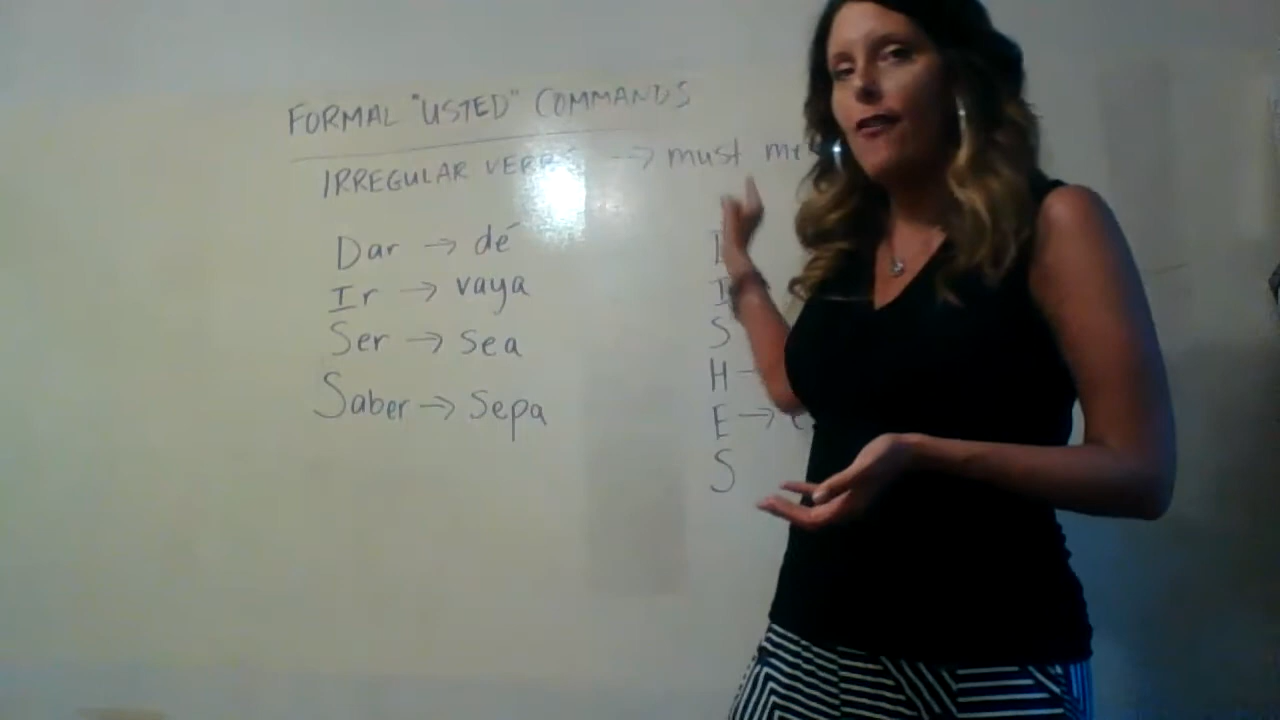 FORMAL "USTED" COMMANDS
IRREGULAR VERBS → must
Dar → dé
Ir → vaya
Ser → sea
Saber → sepa
D
I
S
H
E →
S